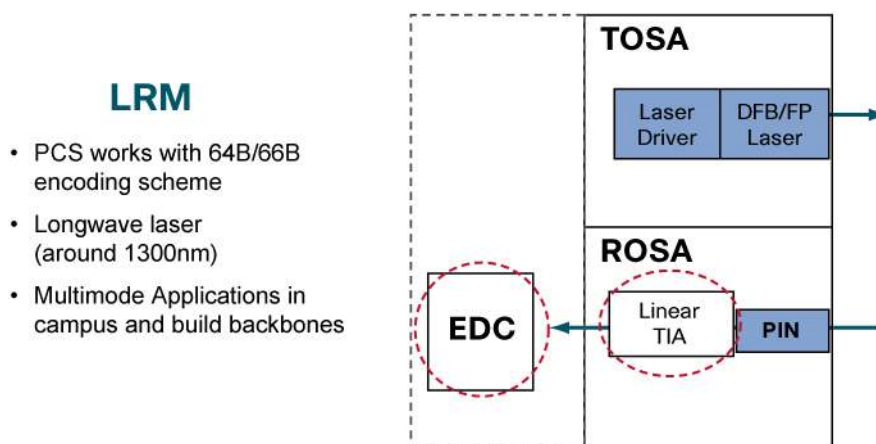 LRM
• PCS works with 64B/66B
encoding scheme
• Longwave laser
(around 1300nm)
• Multimode Applications in
campus and build backbones
TOSA
Laser
Driver
DFB/FP
Laser
ROSA
EDC
Linear
TIA
PIN